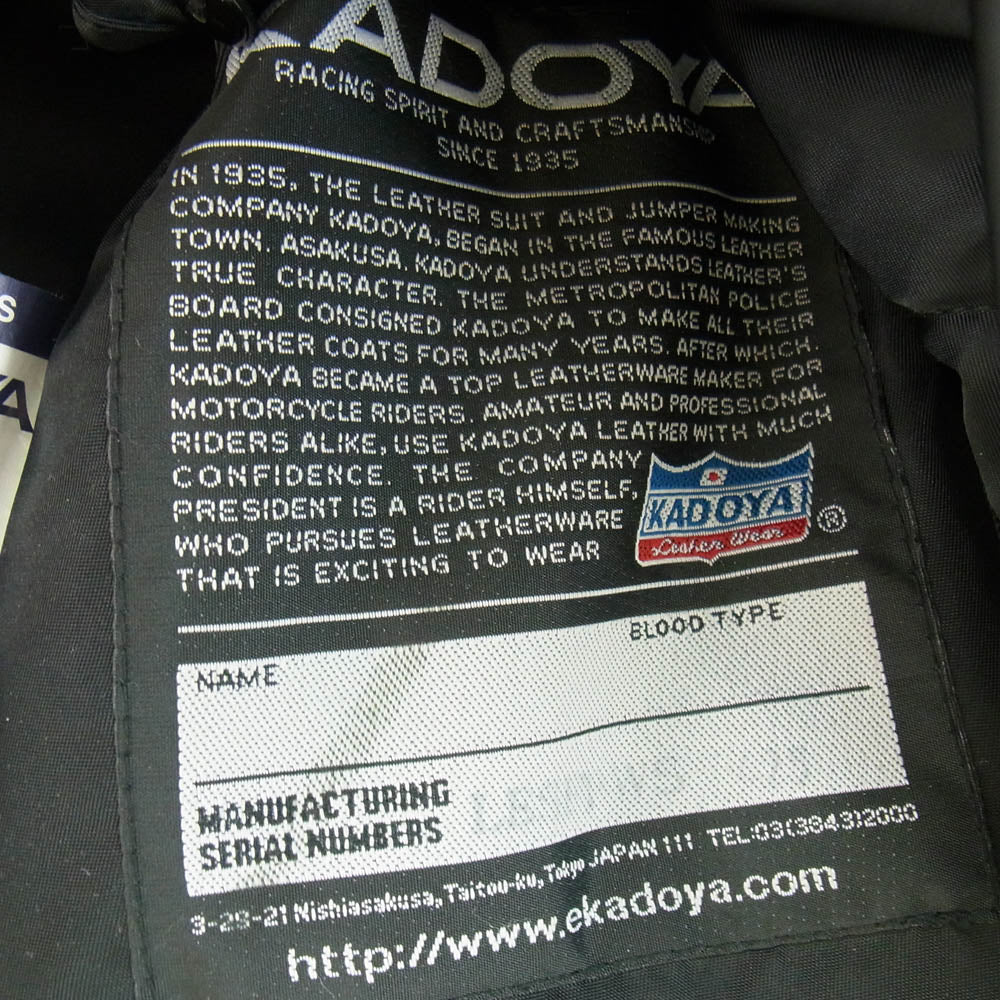 KADOYA
RACING SPIRIT AND CRAFTSMANSHIP
SINCE 1935
IN 1935, THE LEATHER SUIT AND JUMPER MAKING
COMPANY KADOYA, BEGAN IN THE FAMOUS LEATHER
TOWN, ASAKUSA. KADOYA UNDERSTANDS LEATHER'S
TRUE CHARACTER. THE METROPOLITAN POLICE
BOARD CONSIGNED KADOYA TO MAKE ALL THEIR
LEATHER COATS FOR MANY YEARS. AFTER WHICH,
KADOYA BECAME A TOP LEATHERWARE MAKER FOR
MOTORCYCLE RIDERS. AMATEUR AND PROFESSIONAL
RIDERS ALIKE, USE KADOYA LEATHER WITH MUCH
CONFIDENCE. THE COMPANY
PRESIDENT IS A RIDER HIMSELF,
WHO PURSUES LEATHERWARE
THAT IS EXCITING TO WEAR
KADOYA
Leather Wear
®
BLOOD TYPE
NAME
MANUFACTURING
SERIAL NUMBERS
3-29-21 Nishiasakusa, Taitou-ku, Tokyo JAPAN 111 TEL:03(3843)2000
http://www.ekadoya.com
S
YA